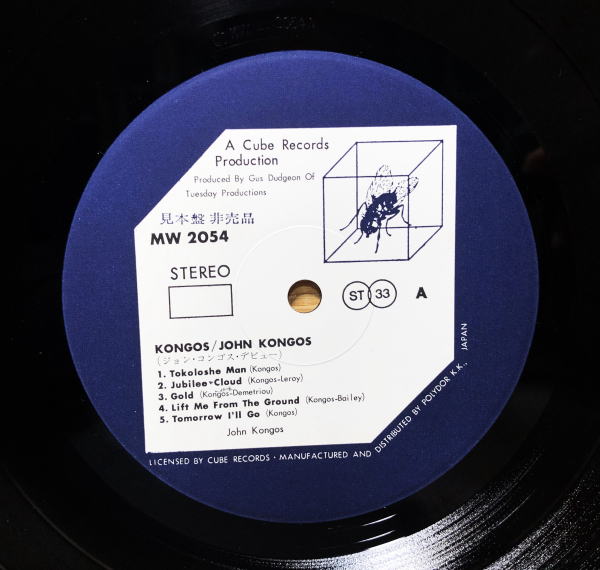 A Cube Records
Production
Produced By Gus Dudgeon Of
Tuesday Productions
見本盤 非売品
MW 2054
STEREO
ST 33 A
KONGOS/JOHN KONGOS
(ジョン・コンゴス・デビュー)
1. Tokoloshe Man (Kongos)
2. Jubilee Cloud (Kongos-Leroy)
3. Gold (Kongos-Demetriou)
4. Lift Me From The Ground (Kongos-Bailey)
5. Tomorrow I'll Go (Kongos)
John Kongos
LICENSED BY CUBE RECORDS · MANUFACTURED AND DISTRIBUTED BY POLYDOR K.K., JAPAN